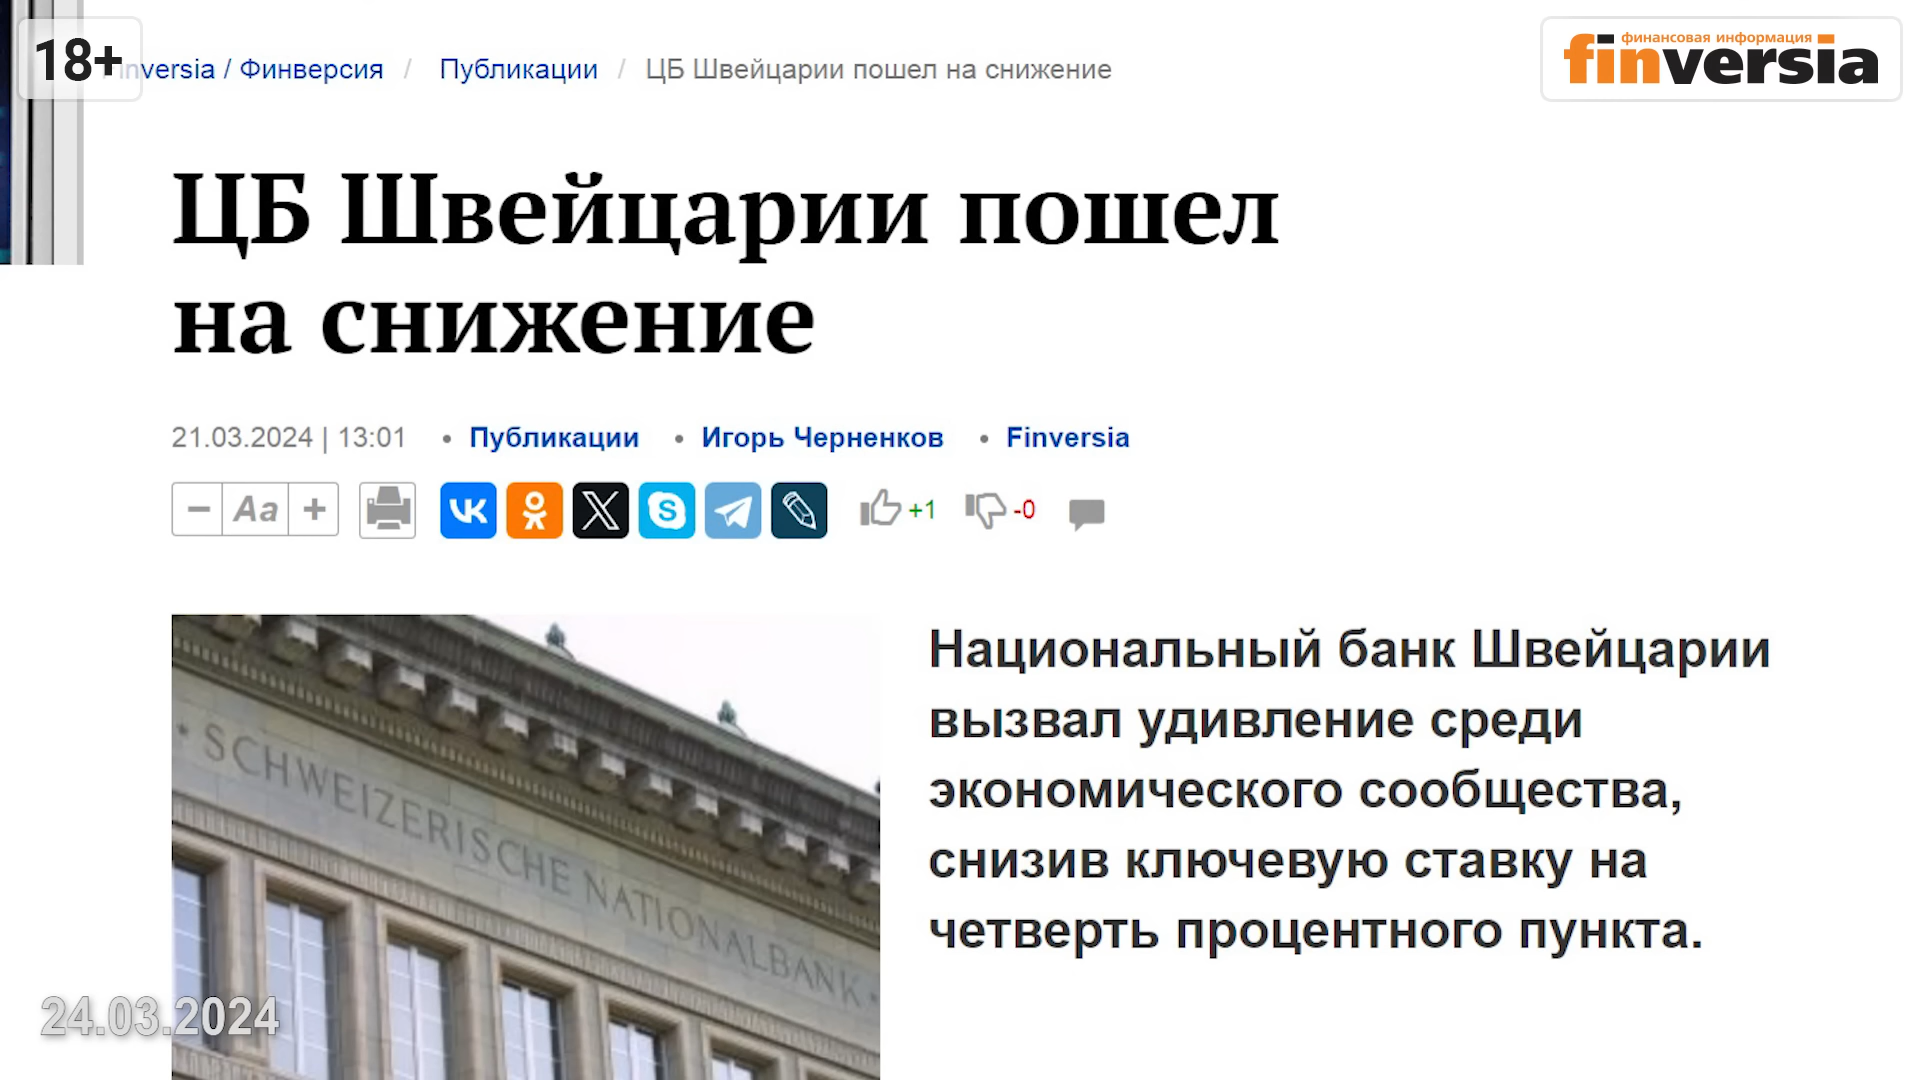 18+
inversia / Финверсия / Публикации / ЦБ Швейцарии пошел на снижение
финансовая информация
finversia
ЦБ Швейцарии пошел
на снижение
21.03.2024 | 13:01 • Публикации • Игорь Черненков • Finversia
− Aa + +1 -0
Национальный банк Швейцарии
вызвал удивление среди
экономического сообщества,
снизив ключевую ставку на
четверть процентного пункта.
• SCHWEIZERISCHE NATIONALBANK •
24.03.2024